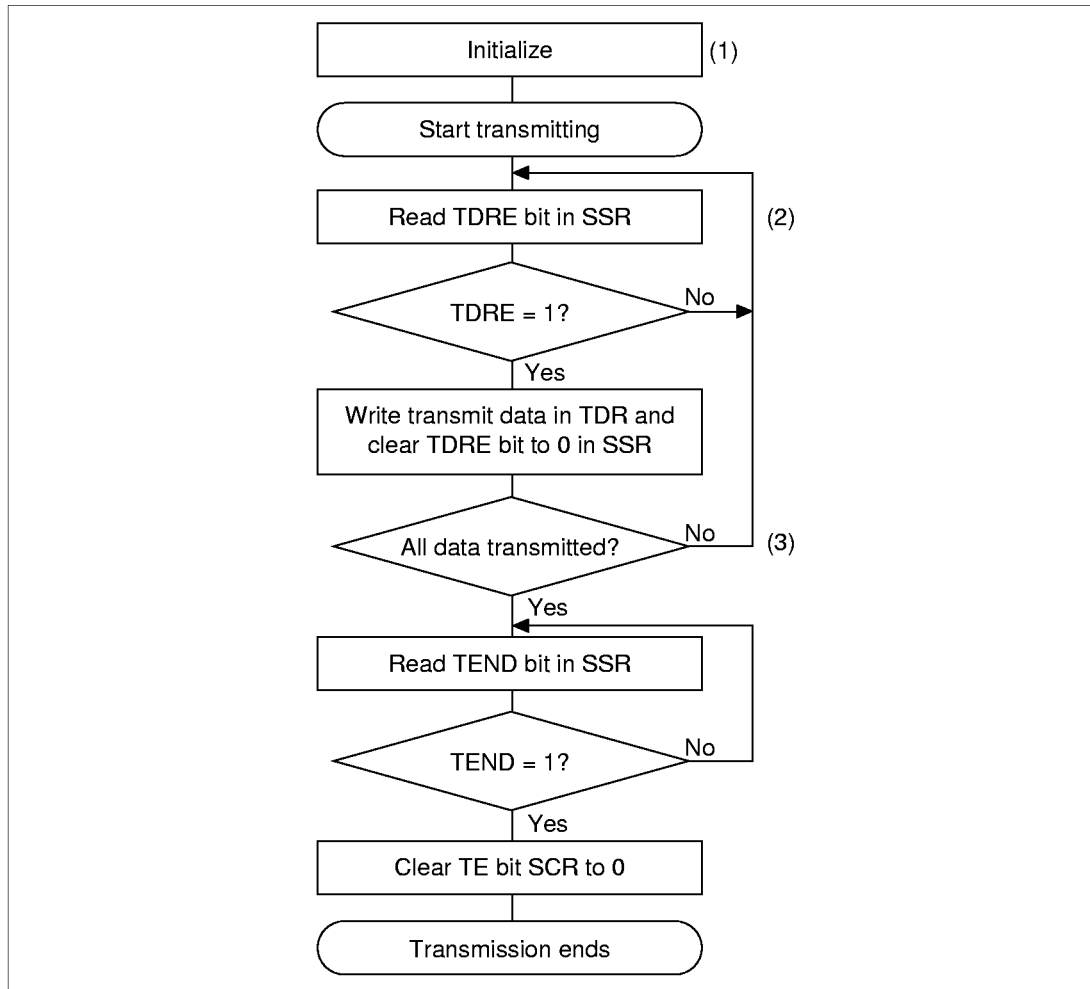 Initialize
(1)
Start transmitting
Read TDRE bit in SSR
(2)
TDRE = 1?
No
Yes
Write transmit data in TDR and
clear TDRE bit to 0 in SSR
All data transmitted?
No
(3)
Yes
Read TEND bit in SSR
TEND = 1?
No
Yes
Clear TE bit SCR to 0
Transmission ends